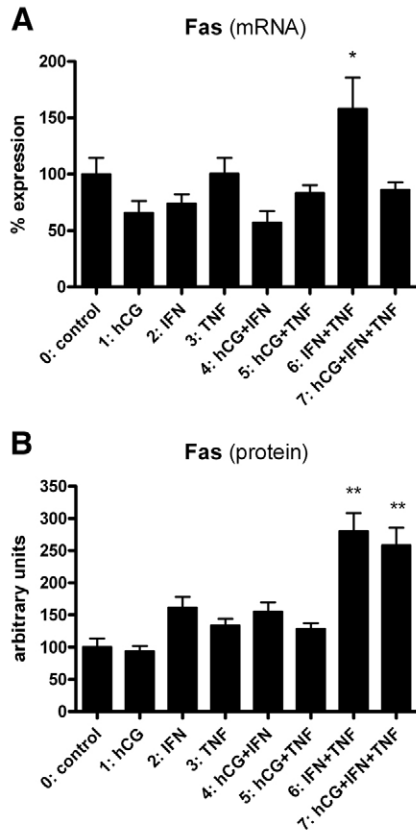 A
Fas (mRNA)
% expression
200
150
100
50
0
*
0: control
1: hCG
2: IFN
3: TNF
4: hCG+IFN
5: hCG+TNF
6: IFN+TNF
7: hCG+IFN+TNF
B
Fas (protein)
arbitrary units
350
300
250
200
150
100
50
0
**
**
0: control
1: hCG
2: IFN
3: TNF
4: hCG+IFN
5: hCG+TNF
6: IFN+TNF
7: hCG+IFN+TNF